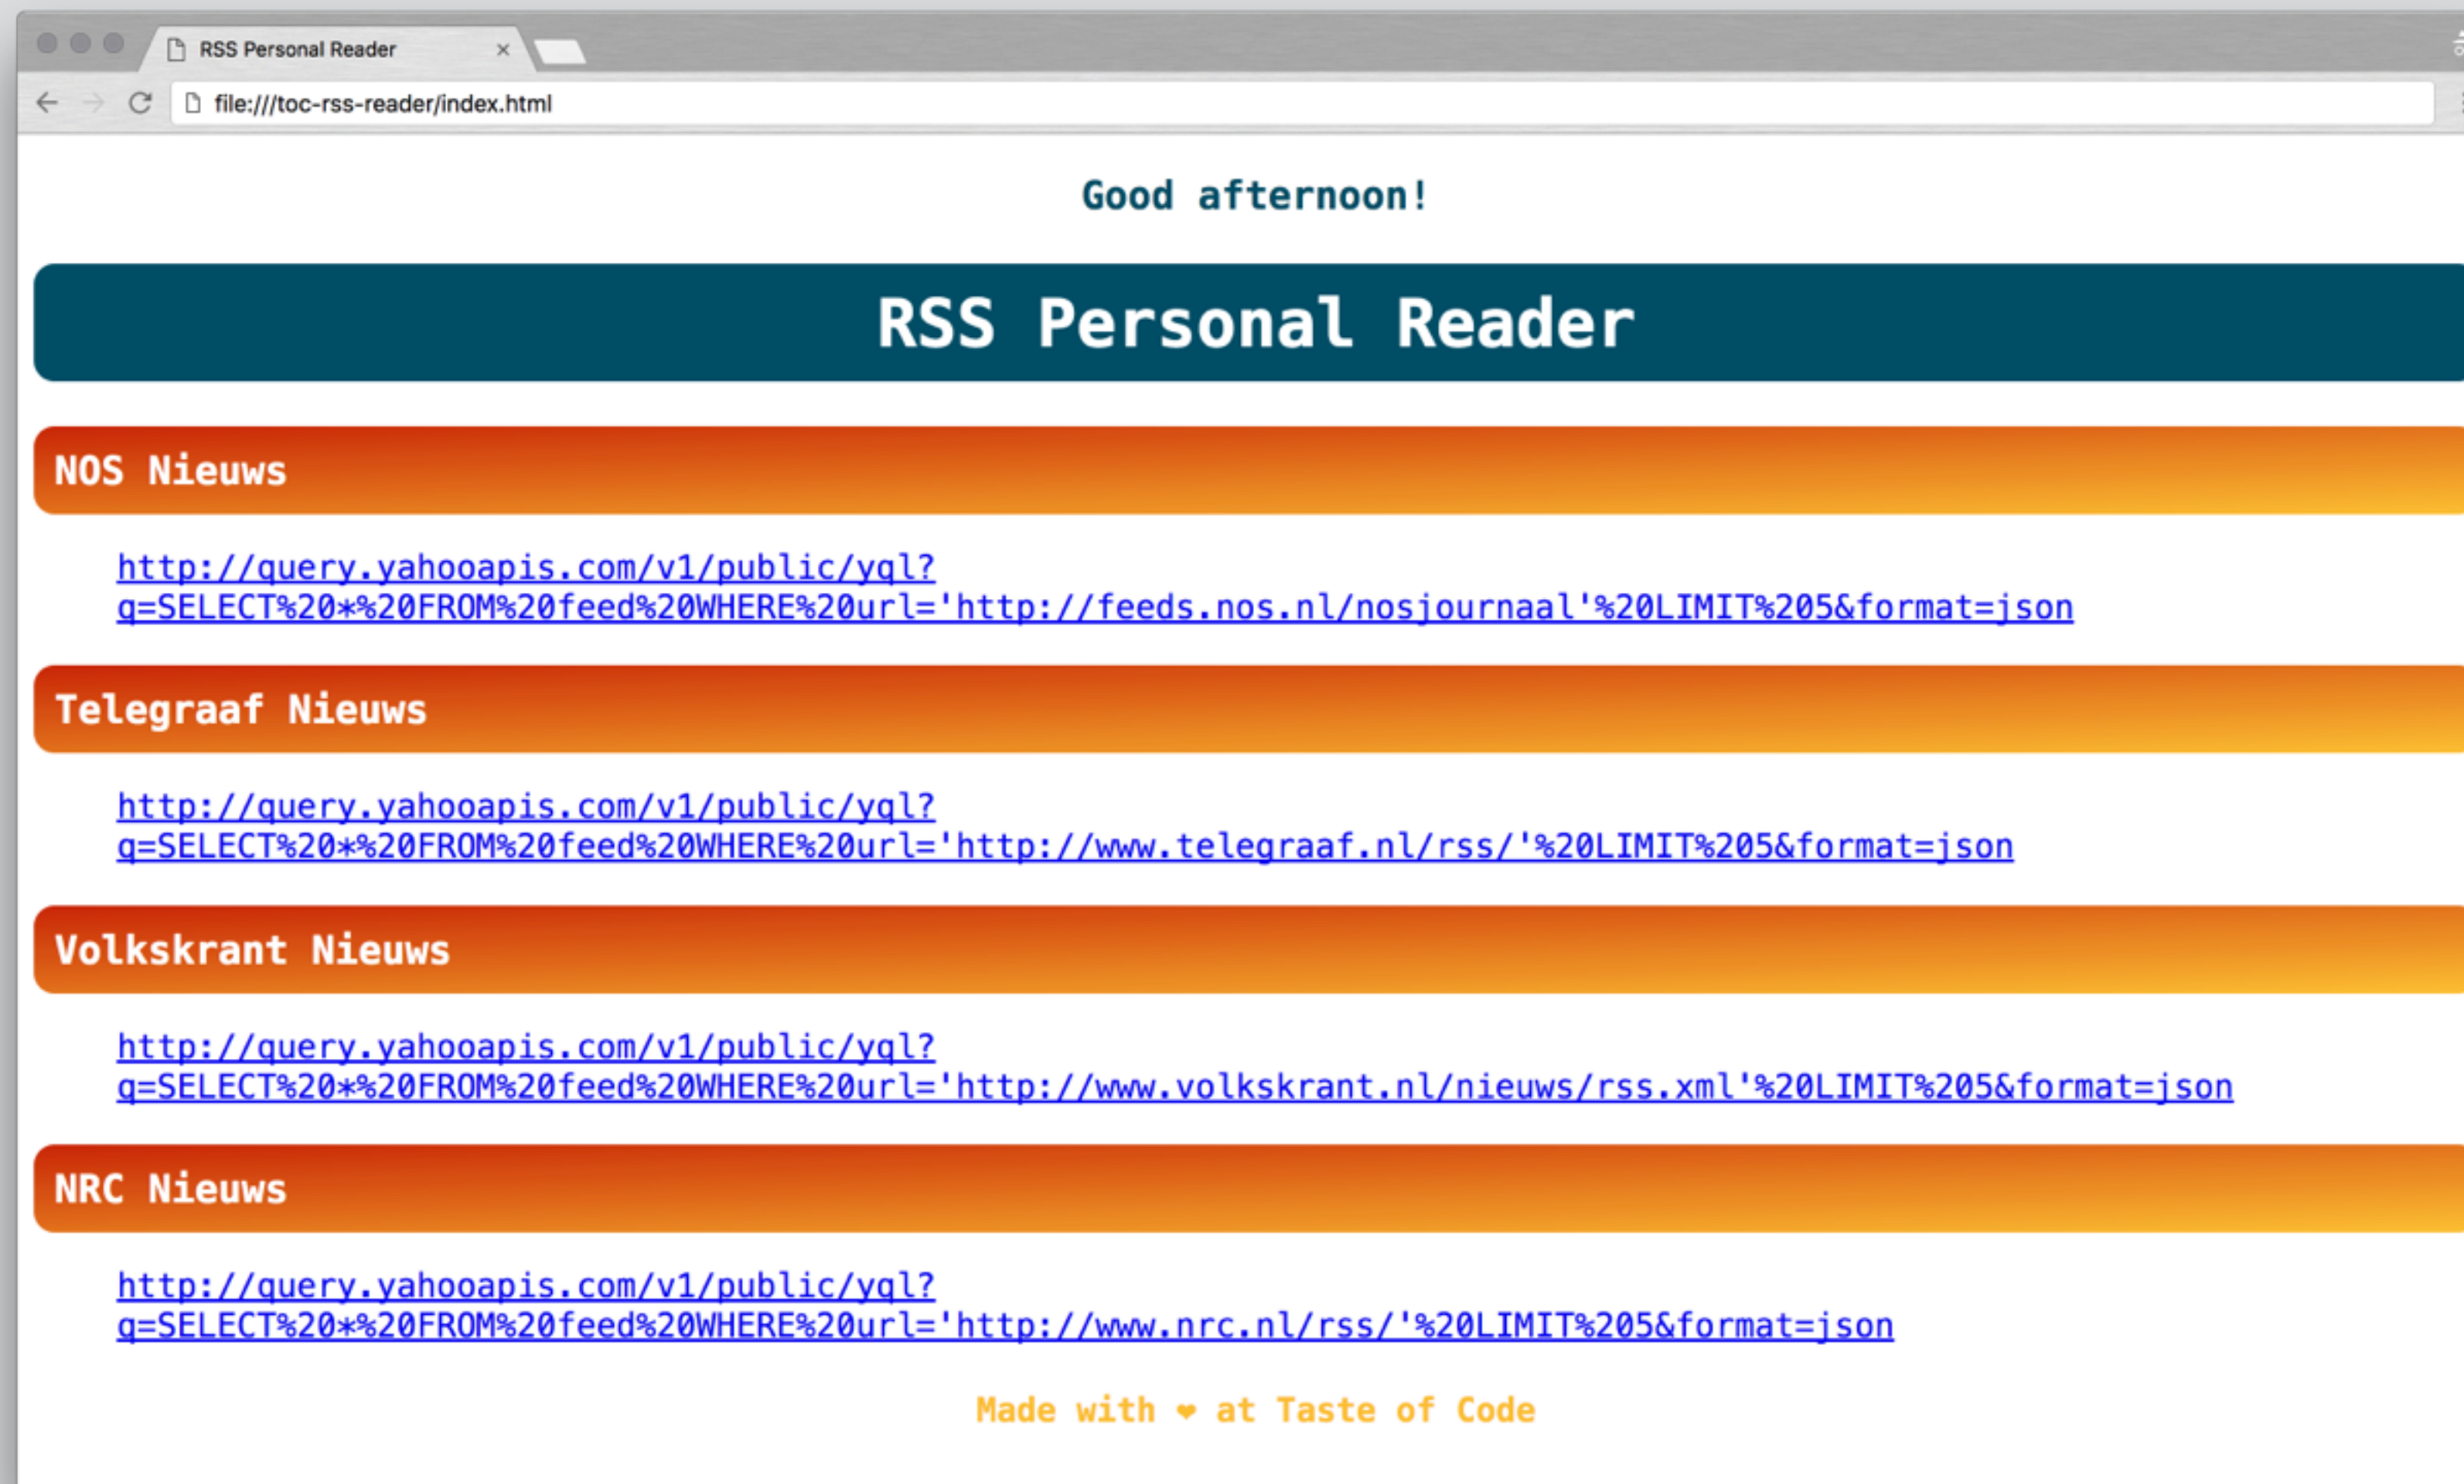 RSS Personal Reader
file:///toc-rss-reader/index.html
Good afternoon!
RSS Personal Reader
NOS Nieuws
http://query.yahooapis.com/v1/public/yql?
q=SELECT%20*%20FROM%20feed%20WHERE%20url='http://feeds.nos.nl/nosjournaal'%20LIMIT%205&format=json
Telegraaf Nieuws
http://query.yahooapis.com/v1/public/yql?
q=SELECT%20*%20FROM%20feed%20WHERE%20url='http://www.telegraaf.nl/rss/'%20LIMIT%205&format=json
Volkskrant Nieuws
http://query.yahooapis.com/v1/public/yql?
q=SELECT%20*%20FROM%20feed%20WHERE%20url='http://www.volkskrant.nl/nieuws/rss.xml'%20LIMIT%205&format=json
NRC Nieuws
http://query.yahooapis.com/v1/public/yql?
q=SELECT%20*%20FROM%20feed%20WHERE%20url='http://www.nrc.nl/rss/'%20LIMIT%205&format=json
Made with ❤ at Taste of Code